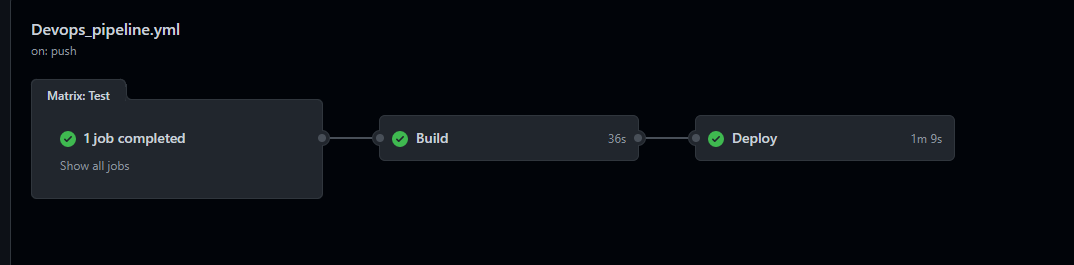 Devops_pipeline.yml
on: push
Matrix: Test
1 job completed
Show all jobs
Build 36s
Deploy 1m 9s